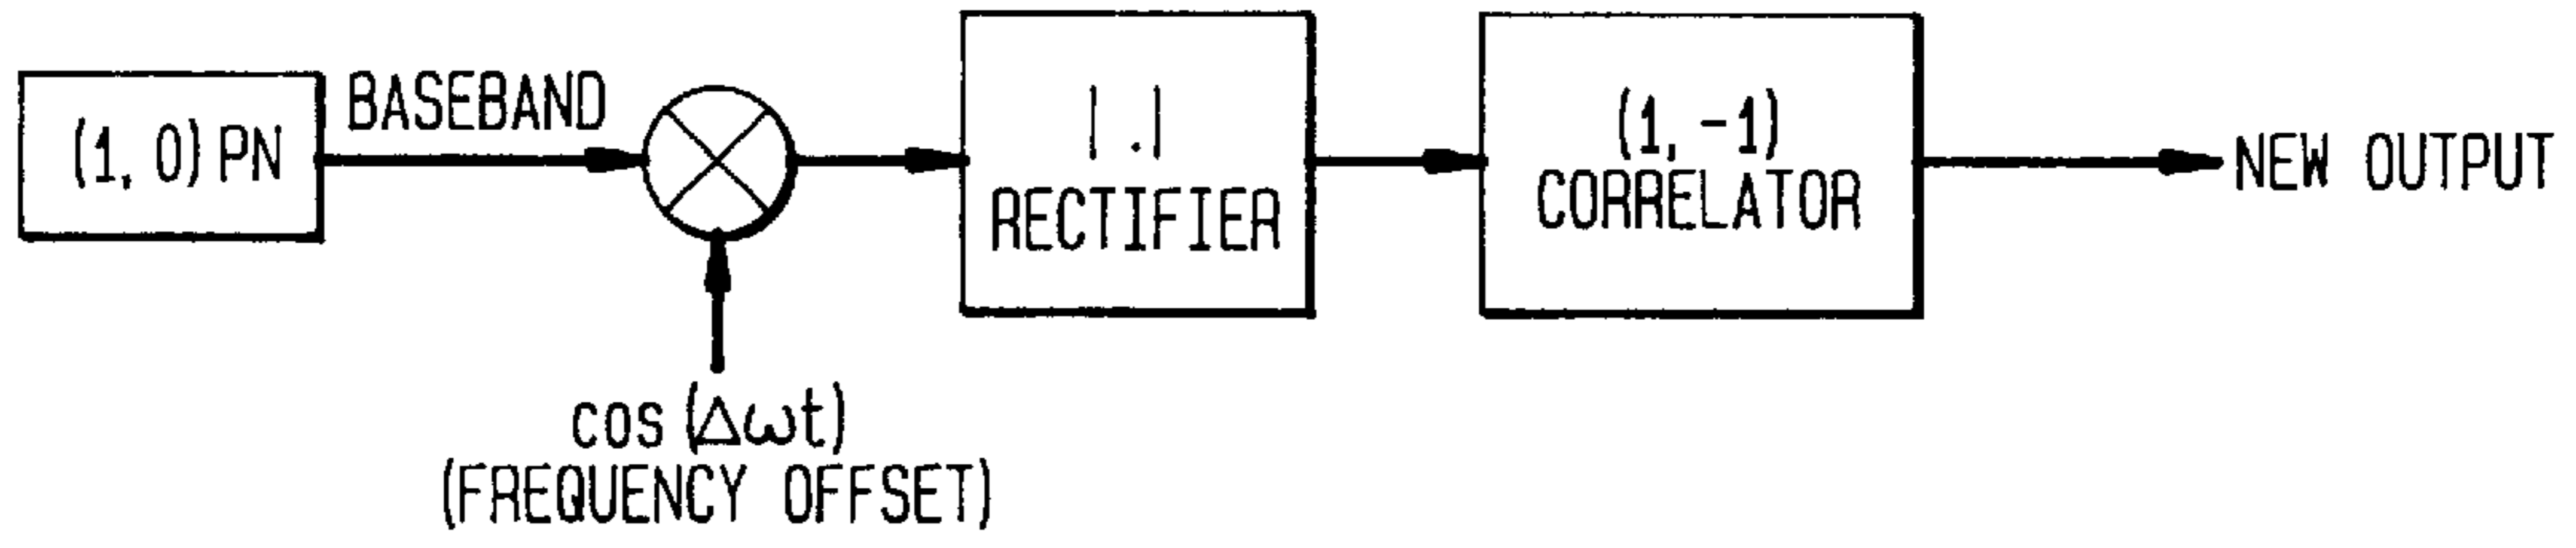 (1, 0) PN
BASEBAND
cos (Δωt)
(FREQUENCY OFFSET)
| . |
RECTIFIER
(1, -1)
CORRELATOR
NEW OUTPUT